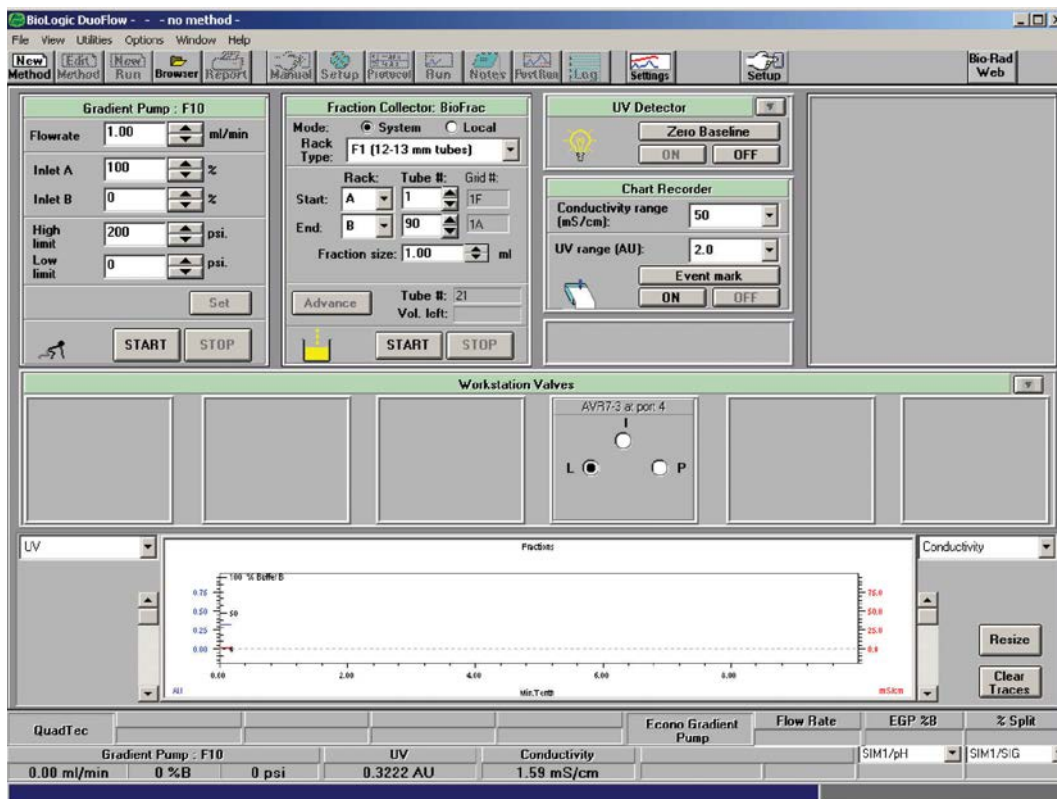 BioLogic DuoFlow - - - no method -
File View Utilities Options Window Help
New Method
Edit Method
New Run
Browser
Report
Manual
Setup
Protocol
Run
Notes
PostRun
Log
Settings
Setup
Bio-Rad Web
Gradient Pump : F10
Flowrate 1.00 ml/min
Inlet A 100 %
Inlet B 0 %
High limit 200 psi.
Low limit 0 psi.
Set
START STOP
Fraction Collector: BioFrac
Mode: System Local
Rack Type: F1 (12-13 mm tubes)
Rack: Tube #: Grid #:
Start: A 1 1F
End: B 90 1A
Fraction size: 1.00 ml
Advance
Tube #: 21
Vol. left:
START STOP
UV Detector
Zero Baseline
ON OFF
Chart Recorder
Conductivity range (mS/cm): 50
UV range (AU): 2.0
Event mark
ON OFF
Workstation Valves
AVR7-3 at port 4
I
L P
UV
Fractions
Conductivity
100 % Buffer B
0.75 75.0
0.50 50 50.0
0.25 25.0
0.00 0.0
0.00 2.00 4.00 6.00 8.00
AU Min.Tenth mS/cm
Resize
Clear Traces
QuadTec
Econo Gradient Pump
Flow Rate
EGP %B
% Split
Gradient Pump : F10 UV Conductivity
SIM1/pH SIM1/SIG
0.00 ml/min 0 %B 0 psi 0.3222 AU 1.59 mS/cm